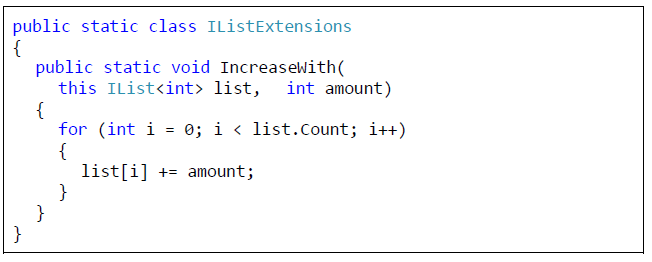 public static class IListExtensions
{
public static void IncreaseWith(
this IList<int> list, int amount)
{
for (int i = 0; i < list.Count; i++)
{
list[i] += amount;
}
}
}